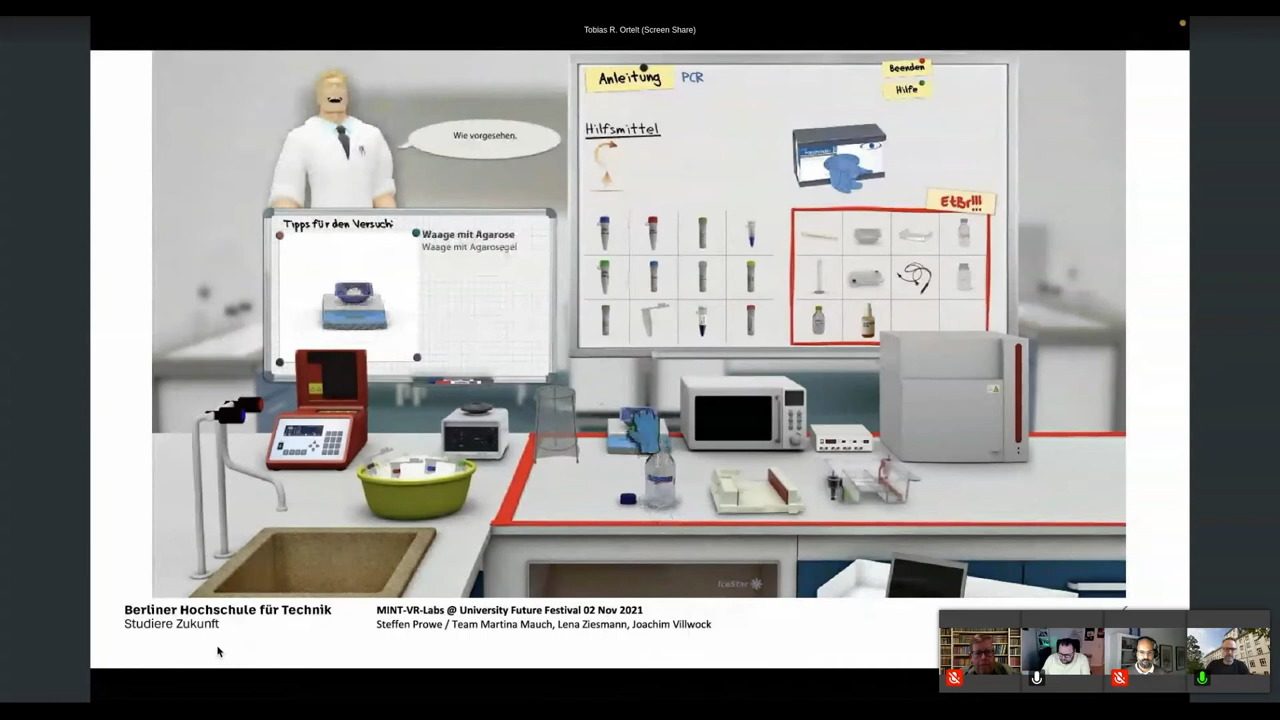 Tobias R. Ortelt (Screen Share)
Anleitung PCR
Beenden
Hilfe
Wie vorgesehen.
Hilfsmittel
EtBr!!!
Tipps für den Versuch:
Waage mit Agarose
Waage mit Agarosegel
IceStar
Berliner Hochschule für Technik
Studiere Zukunft
MINT-VR-Labs @ University Future Festival 02 Nov 2021
Steffen Prowe / Team Martina Mauch, Lena Ziesmann, Joachim Villwock